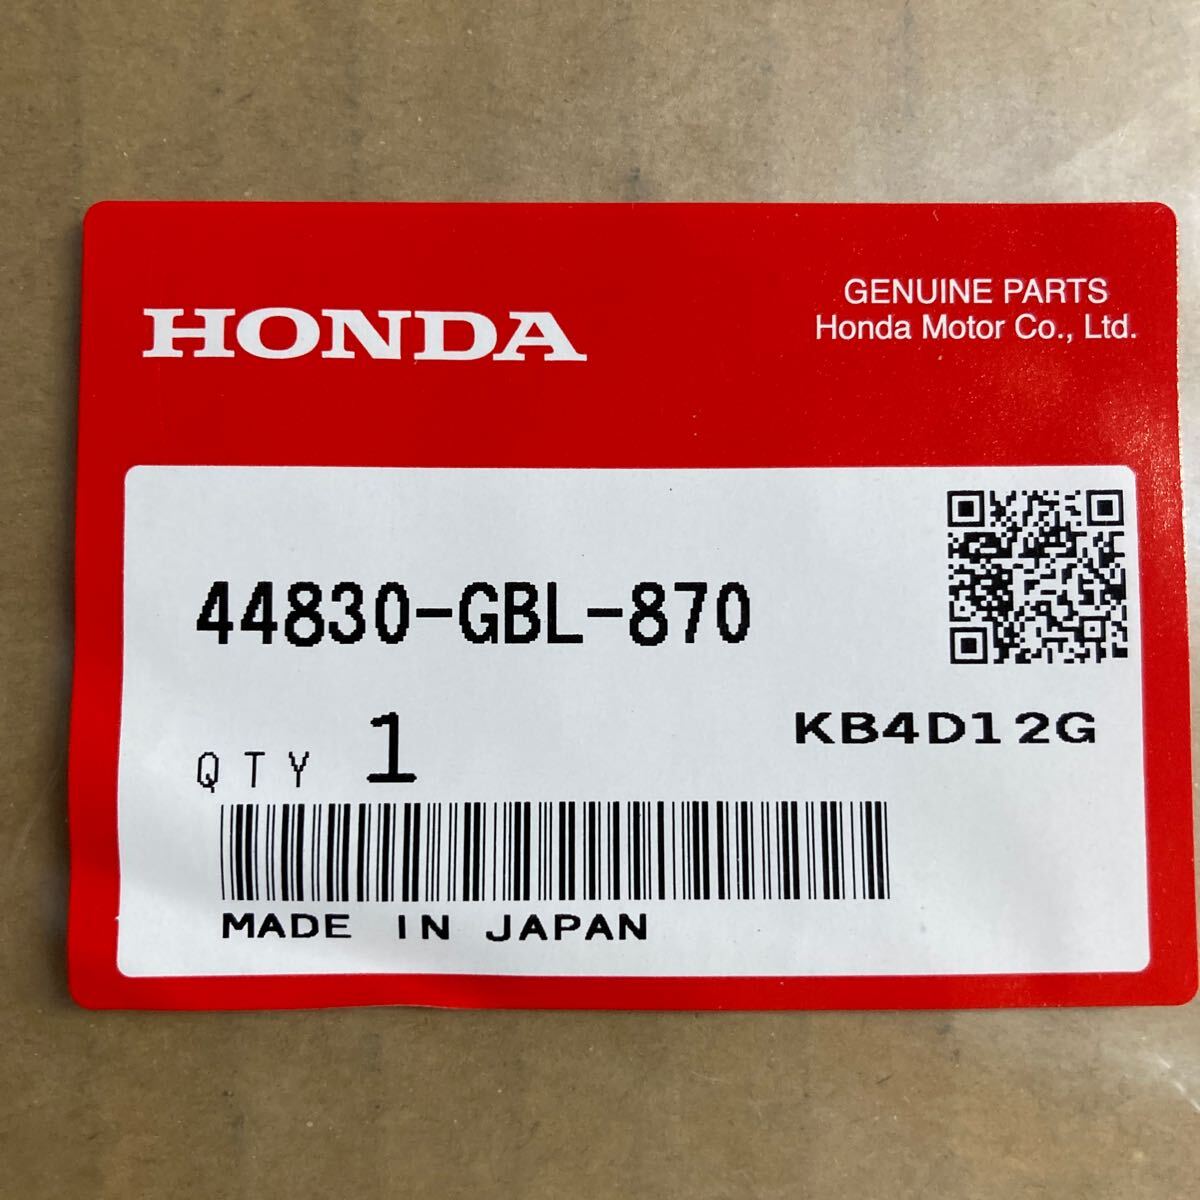 HONDA
GENUINE PARTS
Honda Motor Co., Ltd.
44830-GBL-870
KB4D12G
QTY 1
MADE IN JAPAN